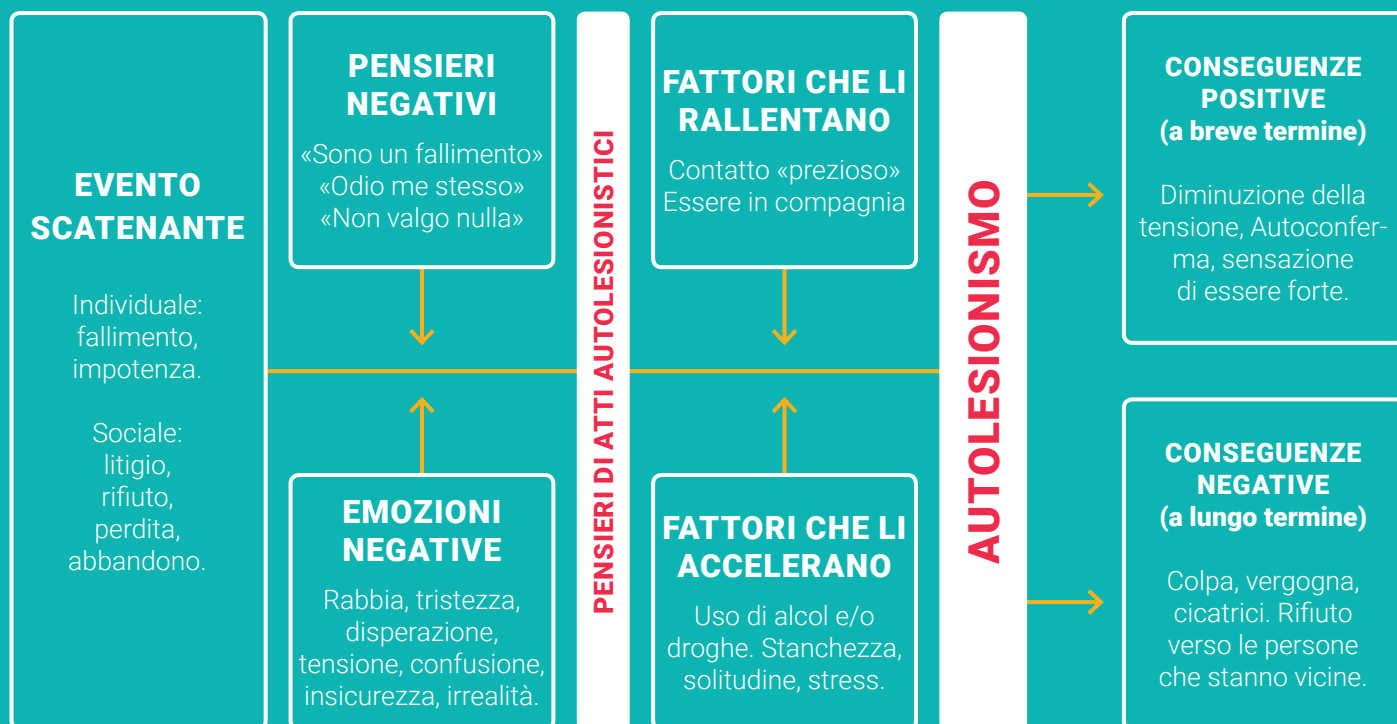 EVENTO
SCATENANTE
Individuale:
fallimento,
impotenza.
Sociale:
litigio,
rifiuto,
perdita,
abbandono.
PENSIERI
NEGATIVI
«Sono un fallimento»
«Odio me stesso»
«Non valgo nulla»
EMOZIONI
NEGATIVE
Rabbia, tristezza,
disperazione,
tensione, confusione,
insicurezza, irrealità.
PENSIERI DI ATTI AUTOLESIONISTICI
FATTORI CHE LI
RALLENTANO
Contatto «prezioso»
Essere in compagnia
FATTORI CHE LI
ACCELERANO
Uso di alcol e/o
droghe. Stanchezza,
solitudine, stress.
AUTOLESIONISMO
CONSEGUENZE
POSITIVE
(a breve termine)
Diminuzione della
tensione, Autoconfer-
ma, sensazione
di essere forte.
CONSEGUENZE
NEGATIVE
(a lungo termine)
Colpa, vergogna,
cicatrici. Rifiuto
verso le persone
che stanno vicine.